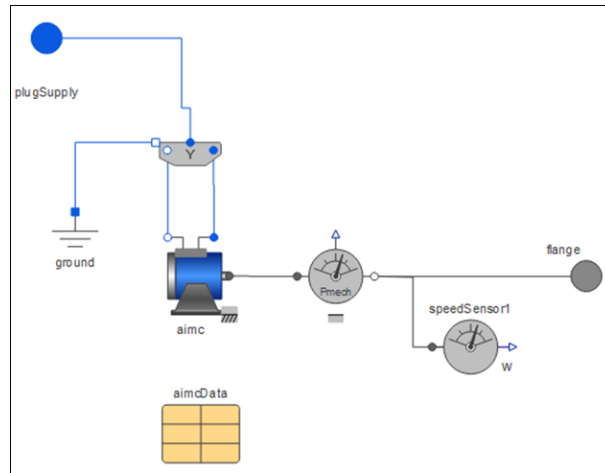 plugSupply
Y
ground
aimc
Pmech
flange
speedSensor1
W
aimcData